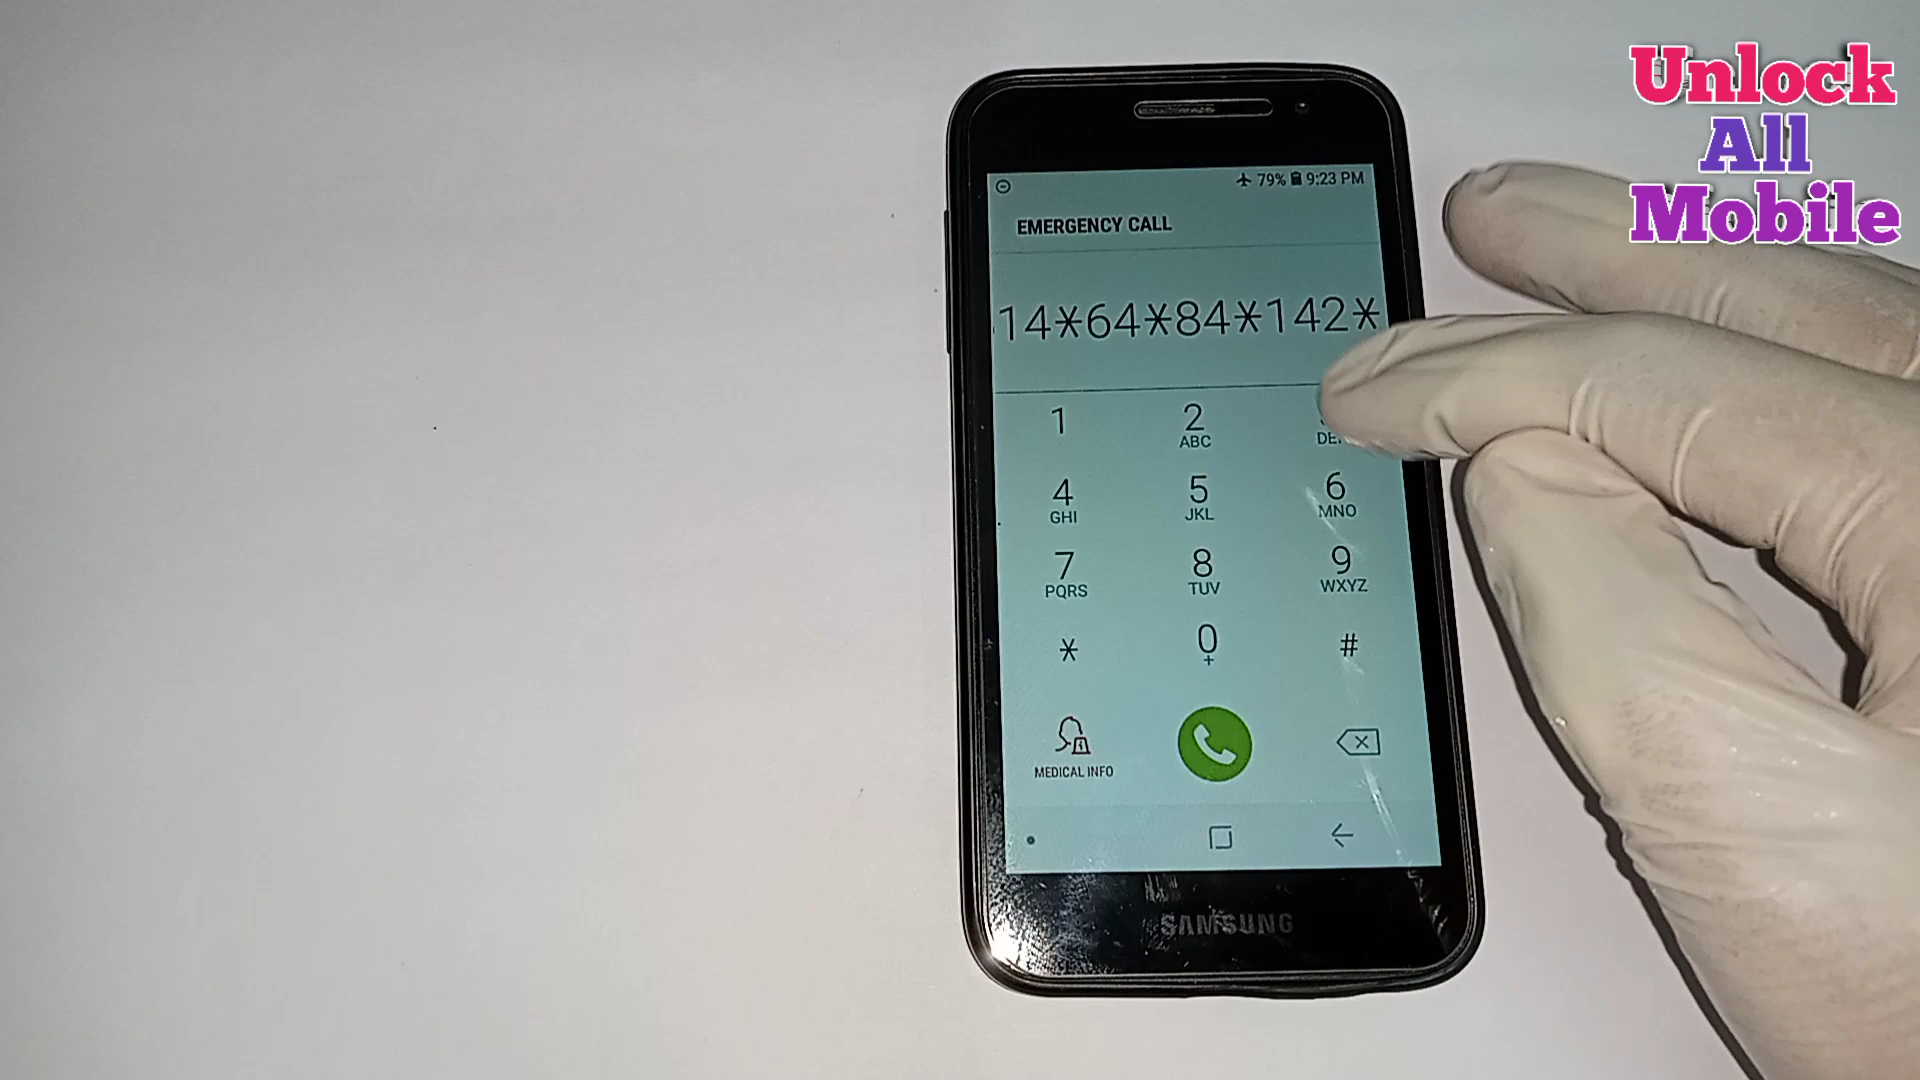 Unlock
All
Mobile
79% 9:23 PM
EMERGENCY CALL
14*64*84*142*
1
2
ABC
4
GHI
5
JKL
6
MNO
7
PQRS
8
TUV
9
WXYZ
*
0
+
#
MEDICAL INFO
SAMSUNG